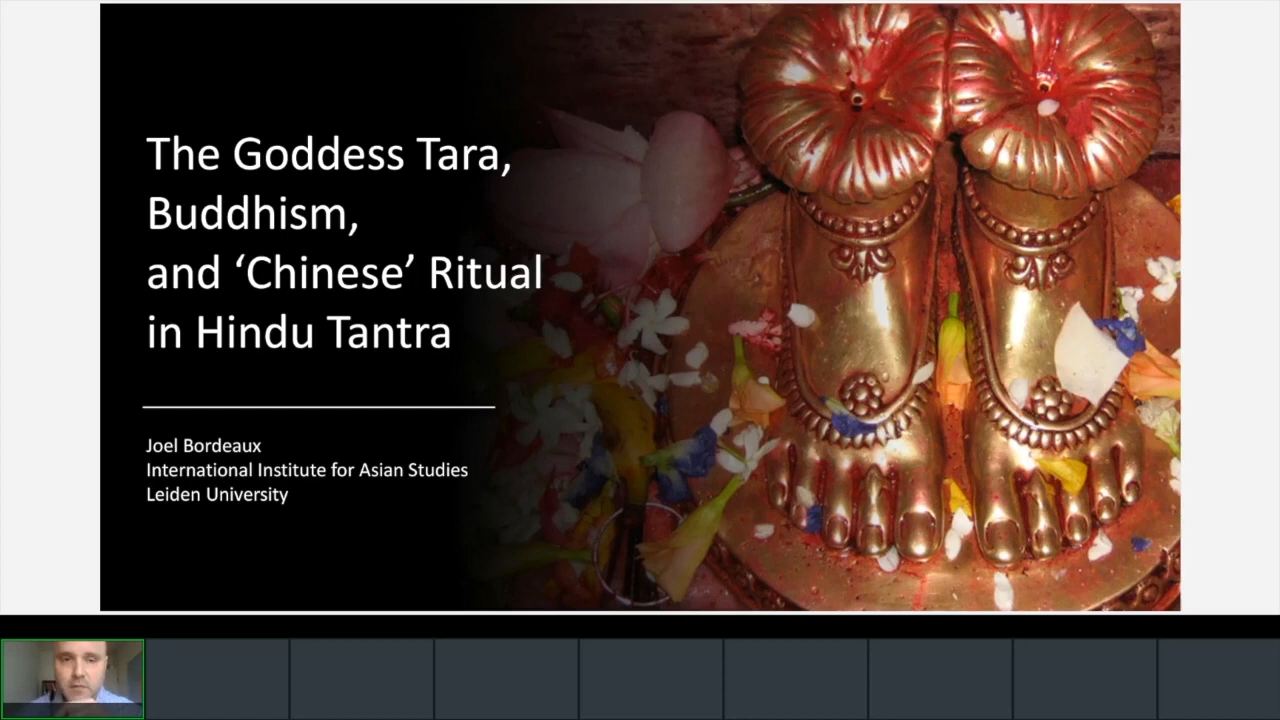 The Goddess Tara,
Buddhism,
and ‘Chinese’ Ritual
in Hindu Tantra
Joel Bordeaux
International Institute for Asian Studies
Leiden University